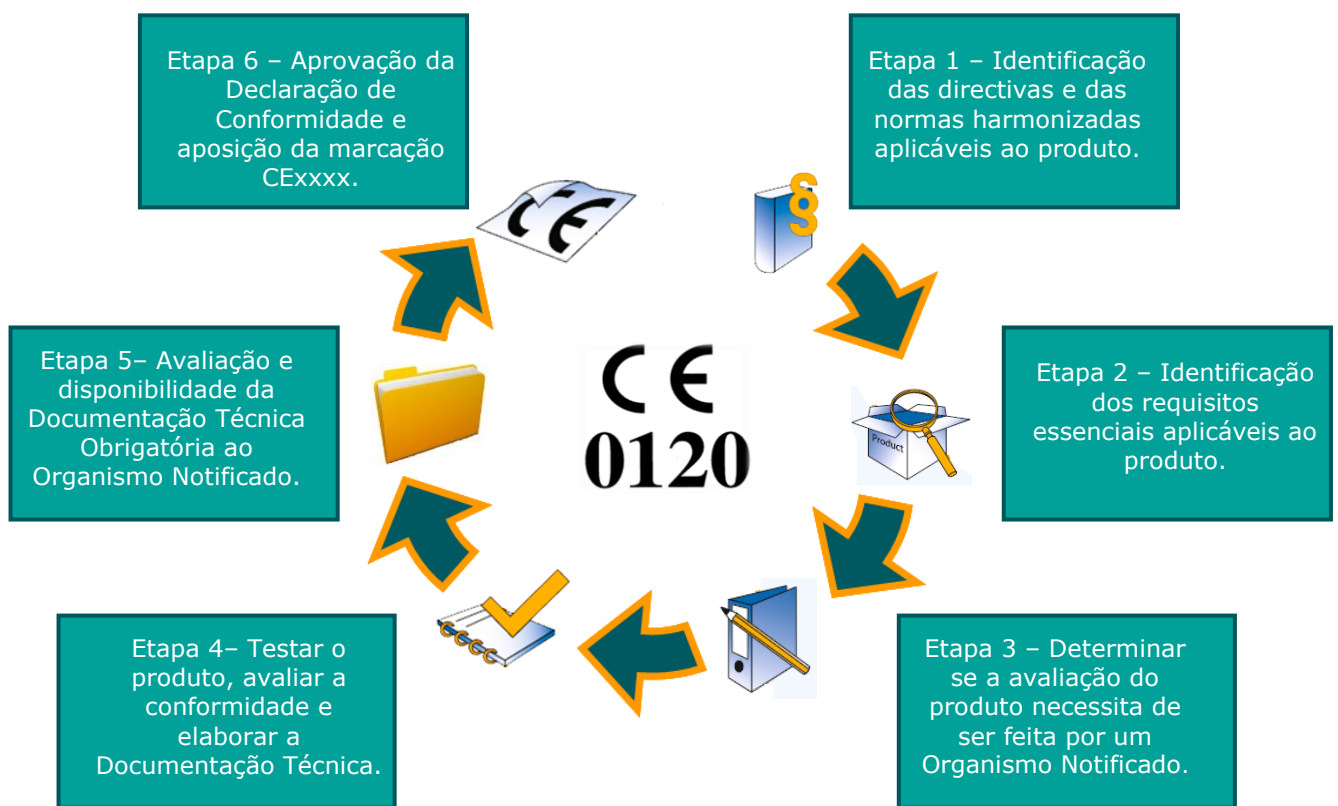 Etapa 6 – Aprovação da
Declaração de
Conformidade e
aposição da marcação
CExxxx.
Etapa 1 – Identificação
das directivas e das
normas harmonizadas
aplicáveis ao produto.
CE
§
Etapa 5– Avaliação e
disponibilidade da
Documentação Técnica
Obrigatória ao
Organismo Notificado.
CE
0120
Product
Etapa 2 – Identificação
dos requisitos
essenciais aplicáveis ao
produto.
Etapa 4– Testar o
produto, avaliar a
conformidade e
elaborar a
Documentação Técnica.
Etapa 3 – Determinar
se a avaliação do
produto necessita de
ser feita por um
Organismo Notificado.